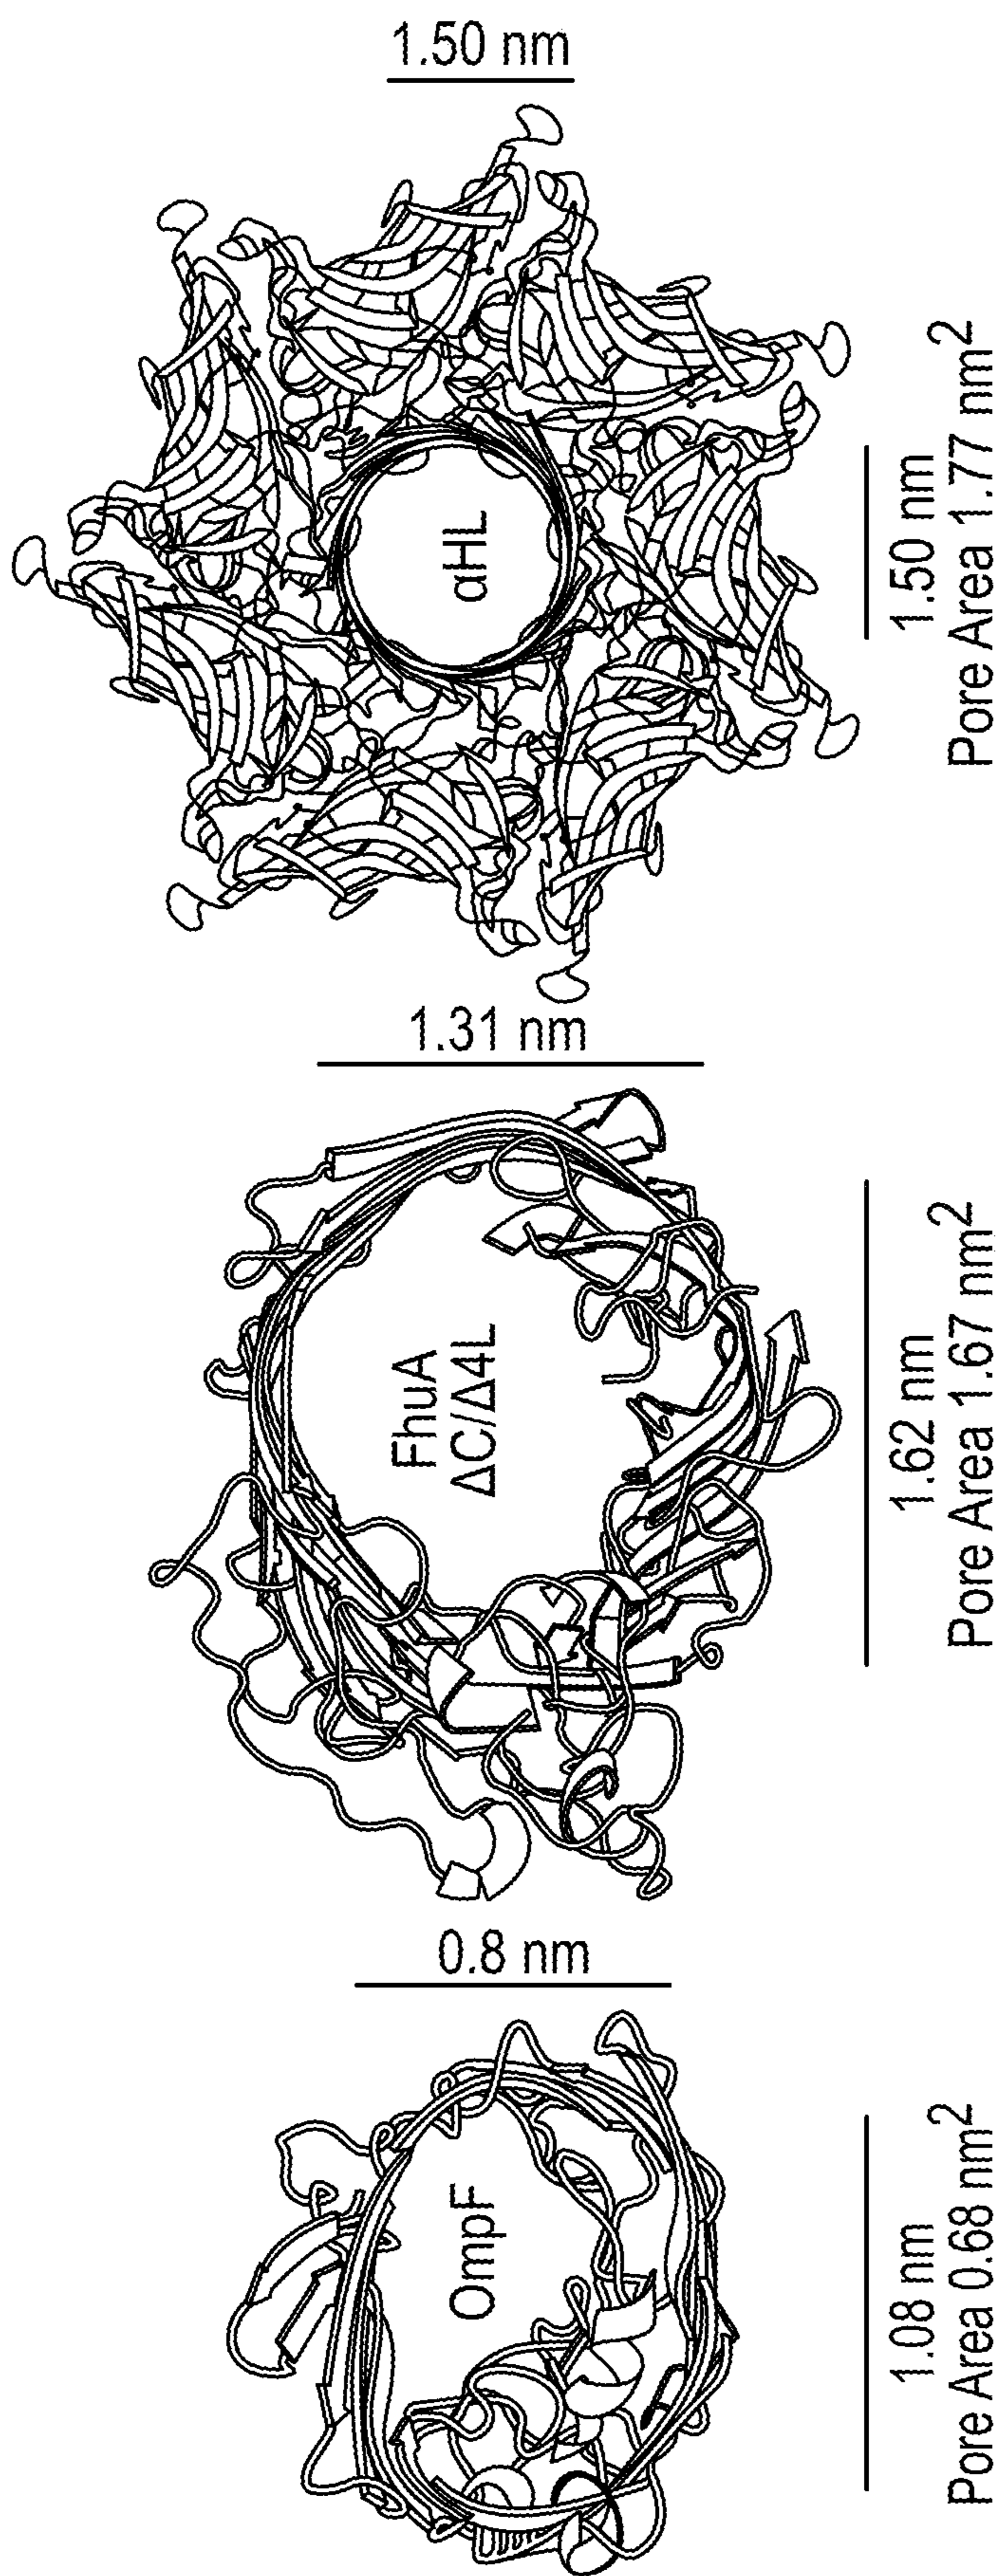 1.50 nm
αHL
1.50 nm
Pore Area 1.77 nm²
1.31 nm
FhuA
ΔC/Δ4L
1.62 nm
Pore Area 1.67 nm²
0.8 nm
OmpF
1.08 nm
Pore Area 0.68 nm²